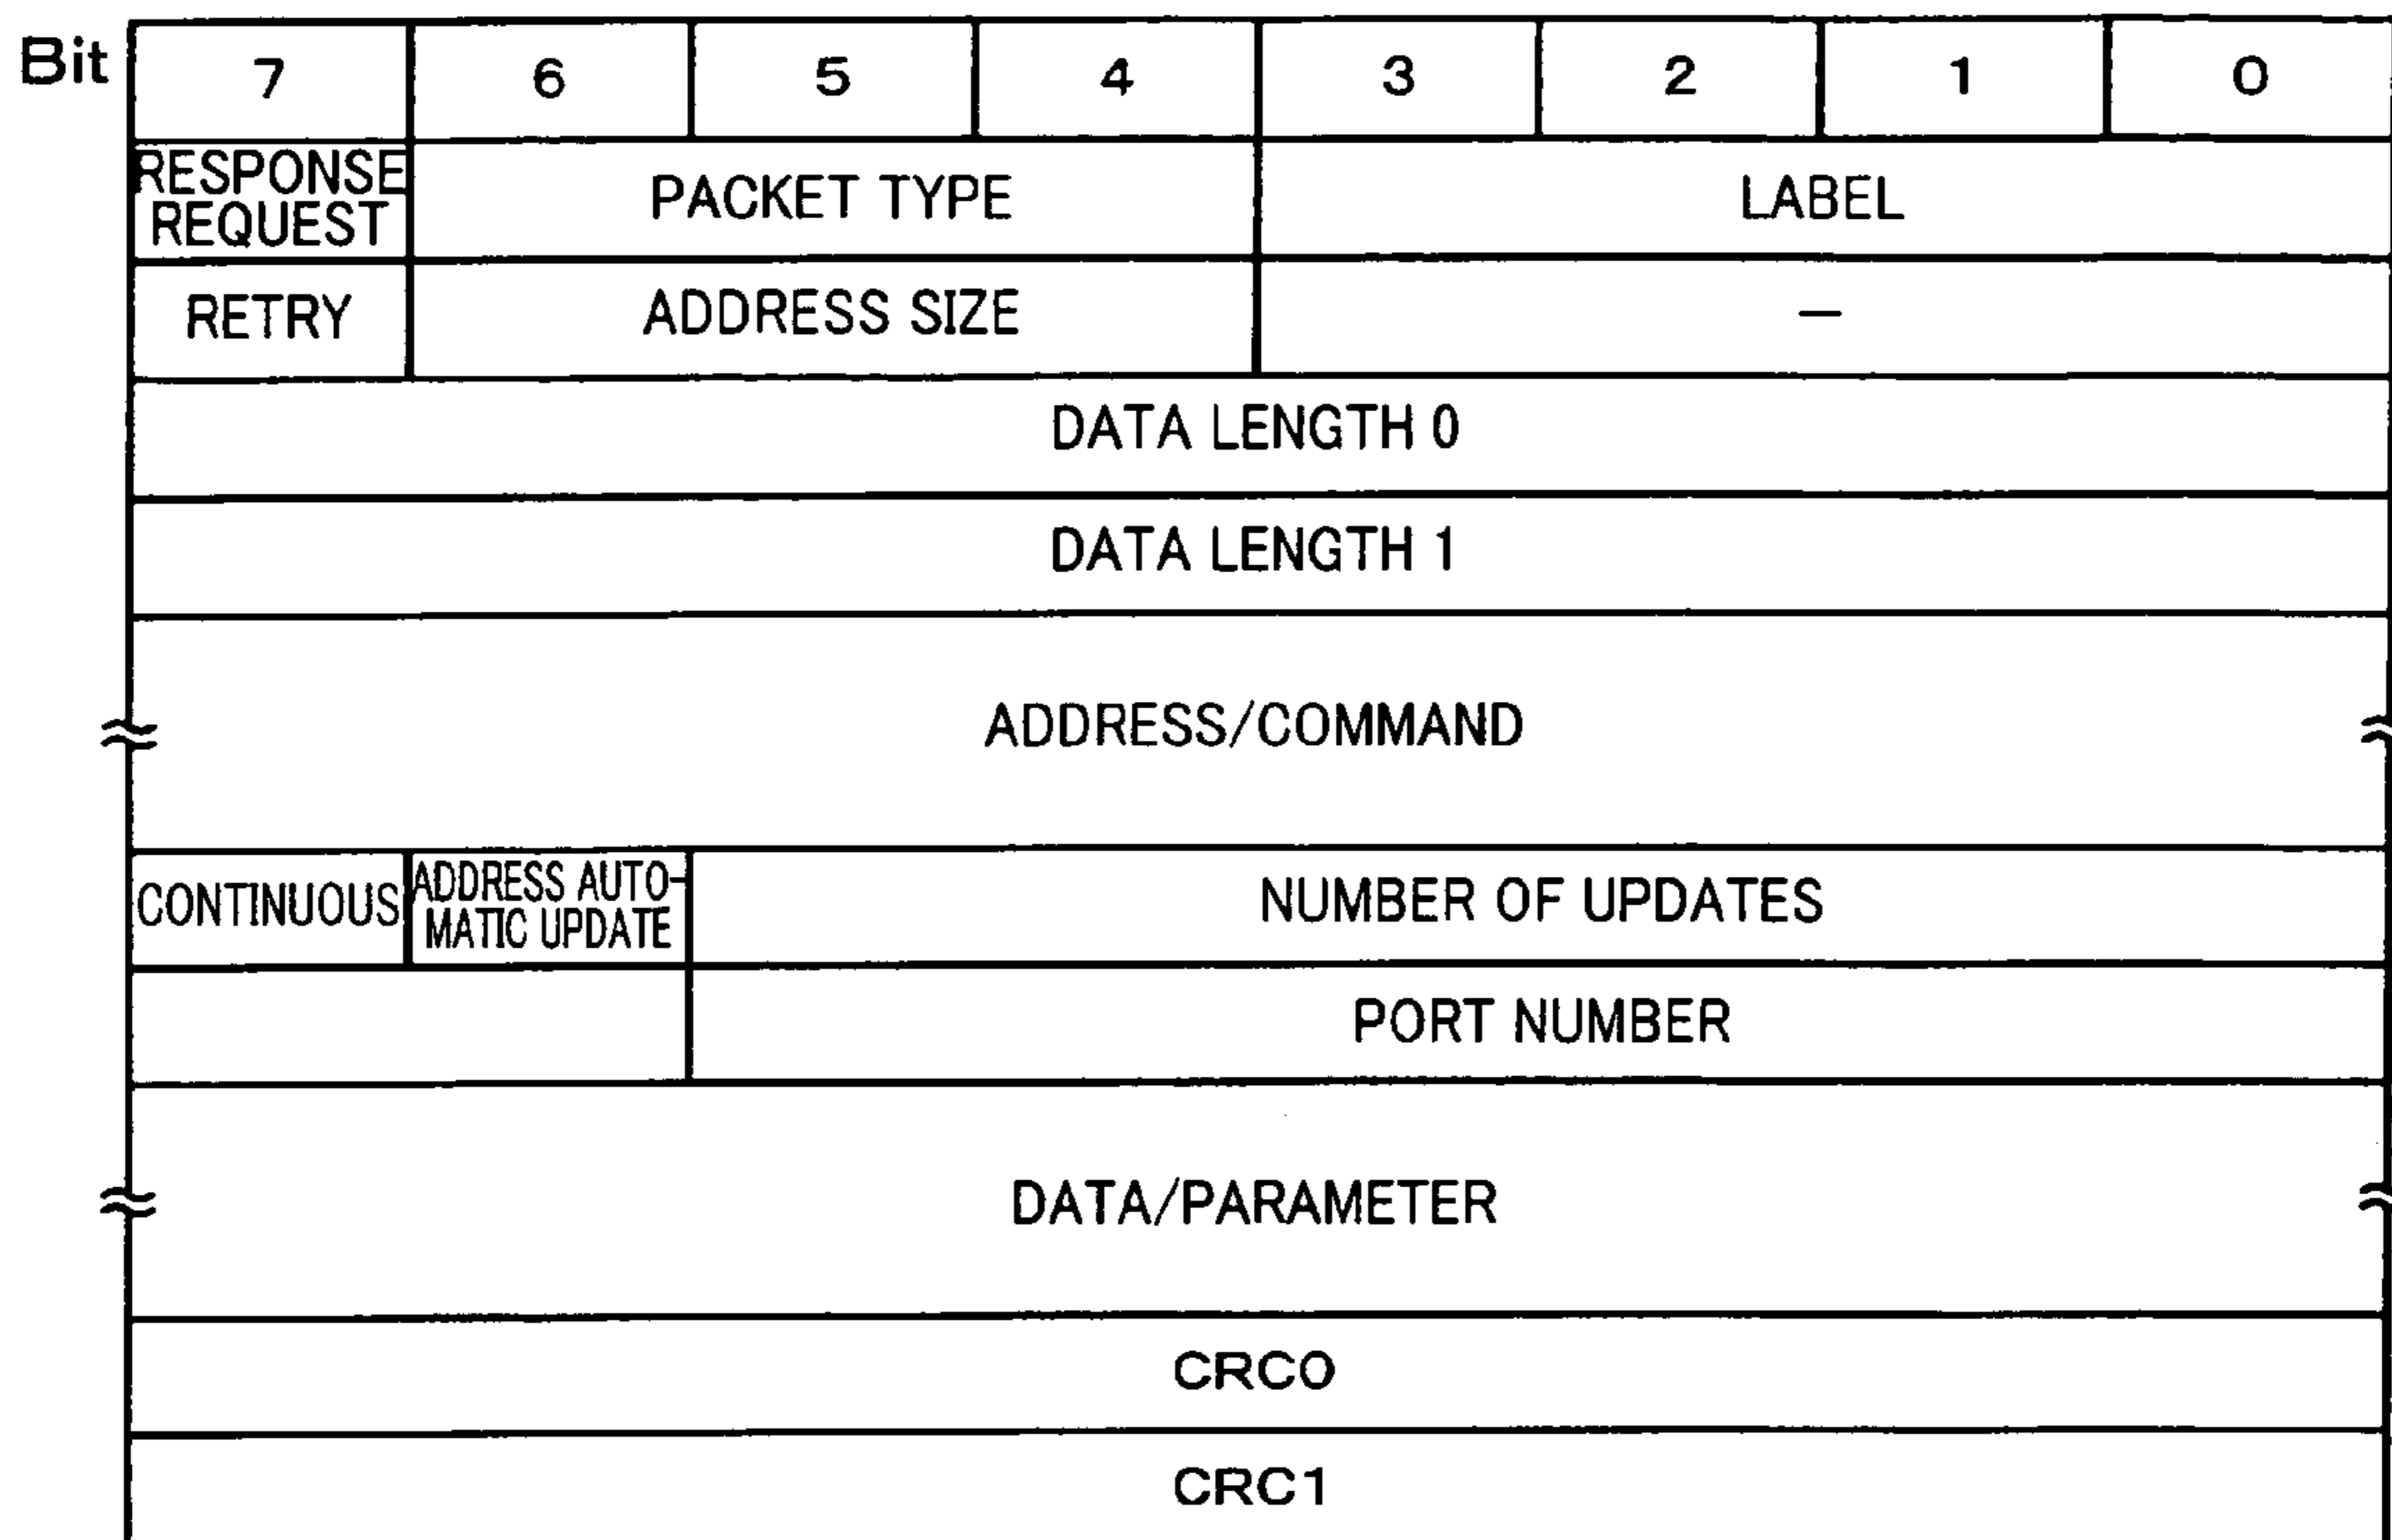 Bit 7 6 5 4 3 2 1 0
RESPONSE
REQUEST
PACKET TYPE
LABEL
RETRY
ADDRESS SIZE
—
DATA LENGTH 0
DATA LENGTH 1
ADDRESS/COMMAND
CONTINUOUS
ADDRESS AUTO-
MATIC UPDATE
NUMBER OF UPDATES
PORT NUMBER
DATA/PARAMETER
CRC0
CRC1